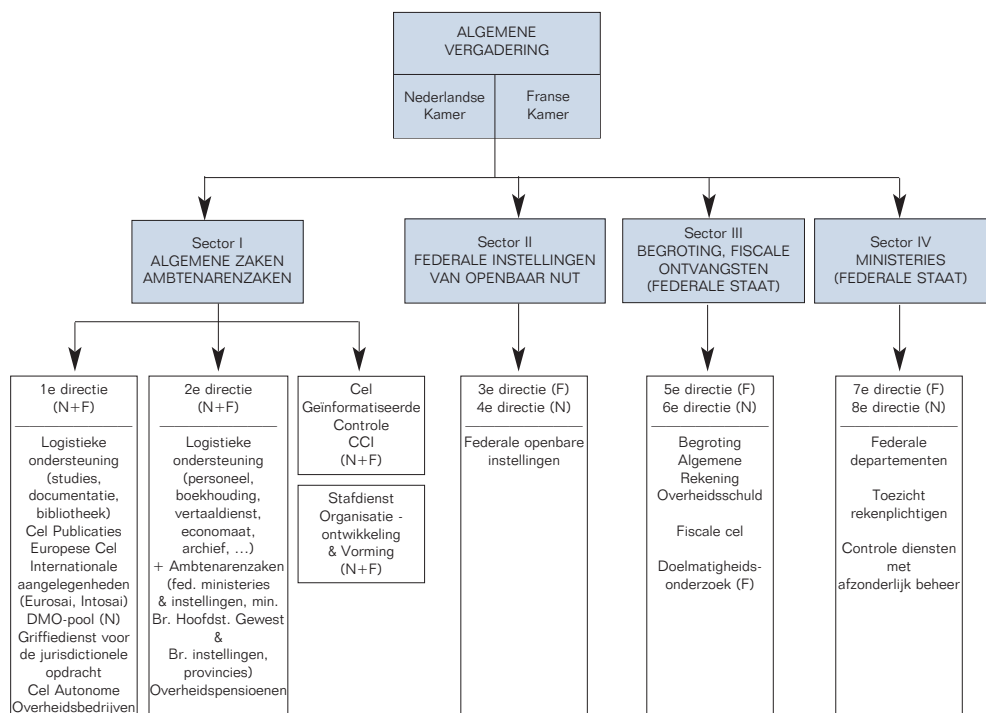 ALGEMENE
VERGADERING
Nederlandse
Kamer
Franse
Kamer
Sector I
ALGEMENE ZAKEN
AMBTENARENZAKEN
Sector II
FEDERALE INSTELLINGEN
VAN OPENBAAR NUT
Sector III
BEGROTING, FISCALE
ONTVANGSTEN
(FEDERALE STAAT)
Sector IV
MINISTERIES
(FEDERALE STAAT)
1e directie
(N+F)
Logistieke
ondersteuning
(studies,
documentatie,
bibliotheek)
Cel Publicaties
Europese Cel
Internationale
aangelegenheden
(Eurosai, Intosai)
DMO-pool (N)
Griffiedienst voor
de jurisdictionele
opdracht
Cel Autonome
Overheidsbedrijven
2e directie
(N+F)
Logistieke
ondersteuning
(personeel,
boekhouding,
vertaaldienst,
economaat,
archief, ...)
+ Ambtenarenzaken
(fed. ministeries
& instellingen, min.
Br. Hoofdst. Gewest
&
Br. instellingen,
provincies)
Overheidspensioenen
Cel
Geïnformatiseerde
Controle
CCI
(N+F)
Stafdienst
Organisatie -
ontwikkeling
& Vorming
(N+F)
3e directie (F)
4e directie (N)
Federale openbare
instellingen
5e directie (F)
6e directie (N)
Begroting
Algemene
Rekening
Overheidsschuld
Fiscale cel
Doelmatigheids-
onderzoek (F)
7e directie (F)
8e directie (N)
Federale
departementen
Toezicht
rekenplichtigen
Controle diensten
met
afzonderlijk beheer